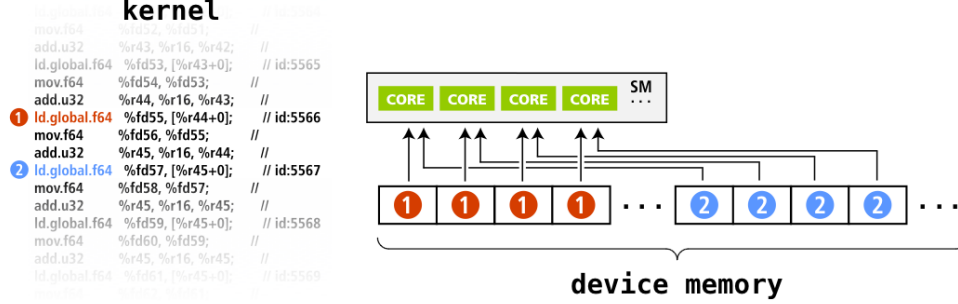 kernel
mov.f64 %fd52, %fd51; //
add.u32 %r43, %r16, %r42; //
ld.global.f64 %fd53, [%r43+0]; // id:5565
mov.f64 %fd54, %fd53; //
add.u32 %r44, %r16, %r43; //
1 ld.global.f64 %fd55, [%r44+0]; // id:5566
mov.f64 %fd56, %fd55; //
add.u32 %r45, %r16, %r44; //
2 ld.global.f64 %fd57, [%r45+0]; // id:5567
mov.f64 %fd58, %fd57; //
add.u32 %r45, %r16, %r45; //
ld.global.f64 %fd59, [%r45+0]; // id:5568
mov.f64 %fd60, %fd59; //
add.u32 %r45, %r16, %r45; //
ld.global.f64 %fd61, [%r45+0]; // id:5569
CORE CORE CORE CORE SM
...
1 1 1 1 ... 2 2 2 2 ...
device memory